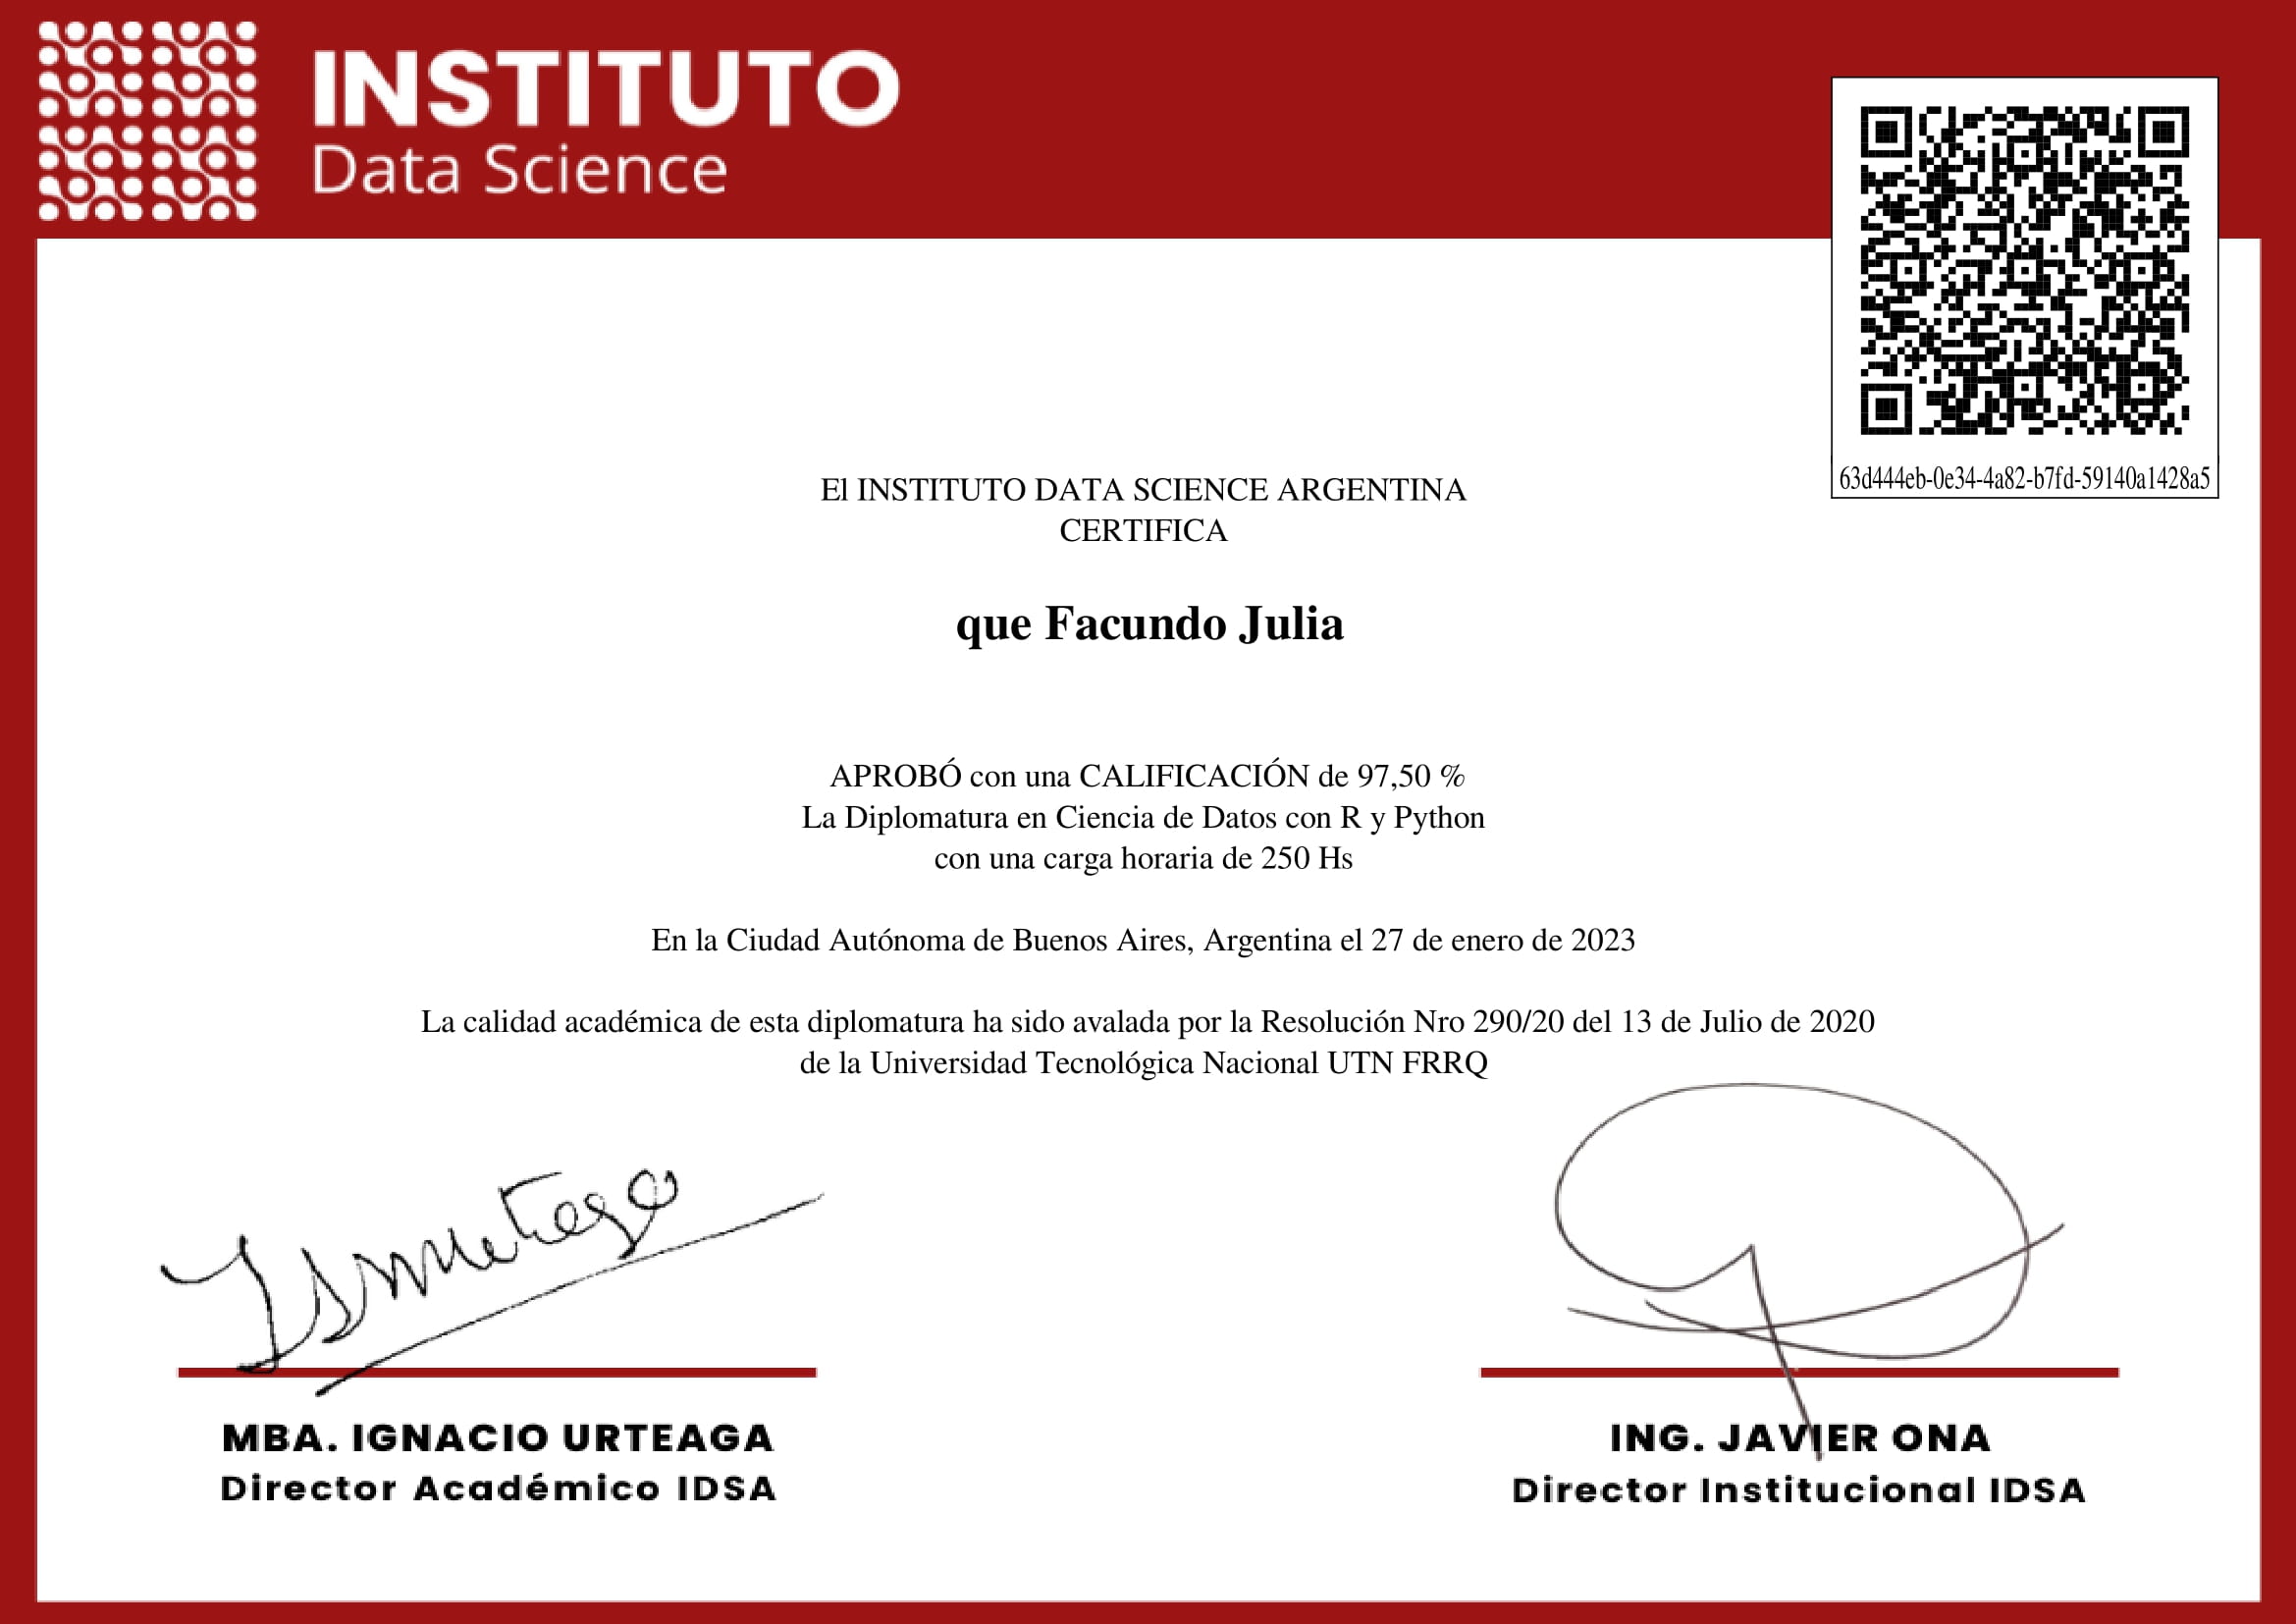 INSTITUTO
Data Science
63d444eb-0e34-4a82-b7fd-59140a1428a5
El INSTITUTO DATA SCIENCE ARGENTINA
CERTIFICA
que Facundo Julia
APROBÓ con una CALIFICACIÓN de 97,50 %
La Diplomatura en Ciencia de Datos con R y Python
con una carga horaria de 250 Hs
En la Ciudad Autónoma de Buenos Aires, Argentina el 27 de enero de 2023
La calidad académica de esta diplomatura ha sido avalada por la Resolución Nro 290/20 del 13 de Julio de 2020
de la Universidad Tecnológica Nacional UTN FRRQ
MBA. IGNACIO URTEAGA
Director Académico IDSA
ING. JAVIER ONA
Director Institucional IDSA